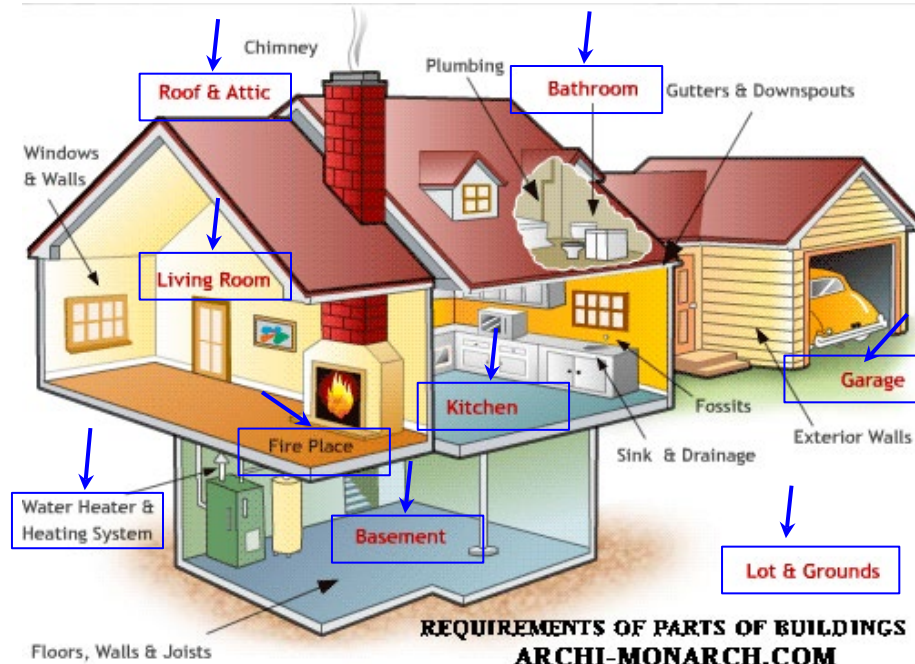 Chimney
Plumbing
Roof & Attic
Bathroom
Gutters & Downspouts
Windows
& Walls
Living Room
Garage
Kitchen
Fossits
Exterior Walls
Fire Place
Sink & Drainage
Water Heater &
Heating System
Basement
Lot & Grounds
Floors, Walls & Joists
REQUIREMENTS OF PARTS OF BUILDINGS
ARCHI-MONARCH.COM